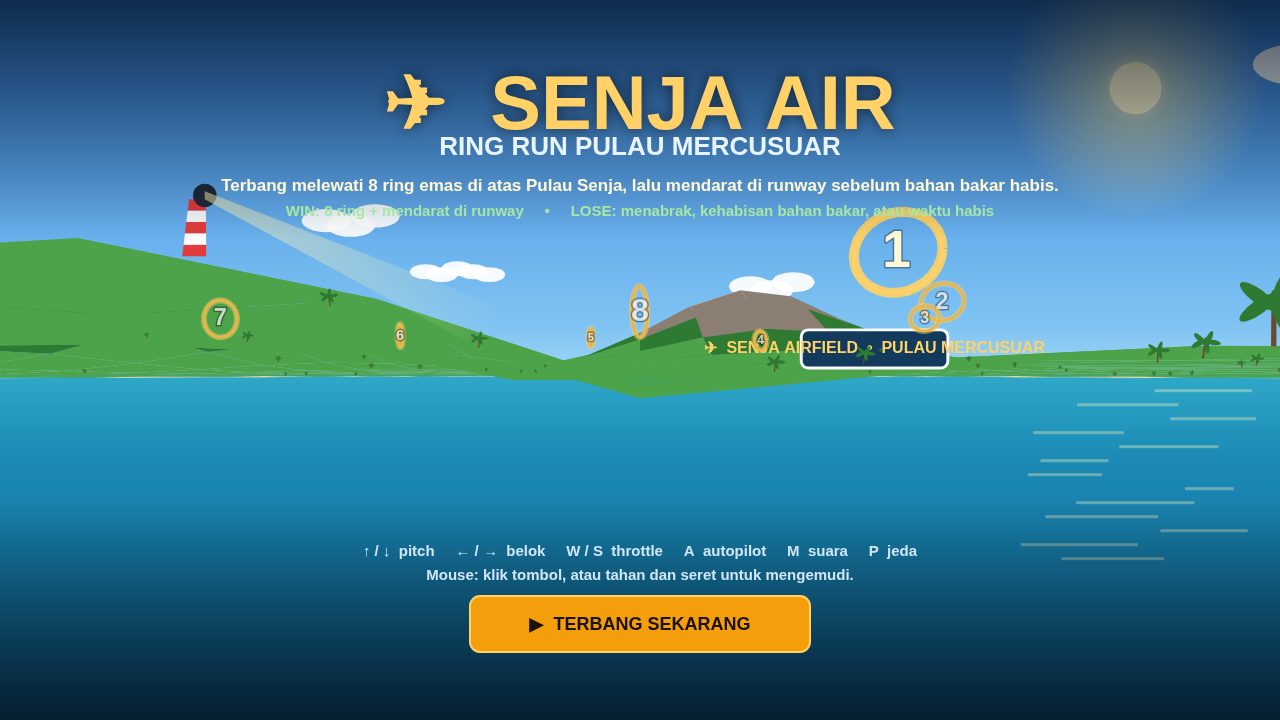 ✈ SENJA AIR
RING RUN PULAU MERCUSUAR
Terbang melewati 8 ring emas di atas Pulau Senja, lalu mendarat di runway sebelum bahan bakar habis.
WIN: 8 ring + mendarat di runway • LOSE: menabrak, kehabisan bahan bakar, atau waktu habis
1
2
3
7
8
6
5
4
✈ SENJA AIRFIELD • PULAU MERCUSUAR
↑ / ↓ pitch ← / → belok W / S throttle A autopilot M suara P jeda
Mouse: klik tombol, atau tahan dan seret untuk mengemudi.
▶ TERBANG SEKARANG